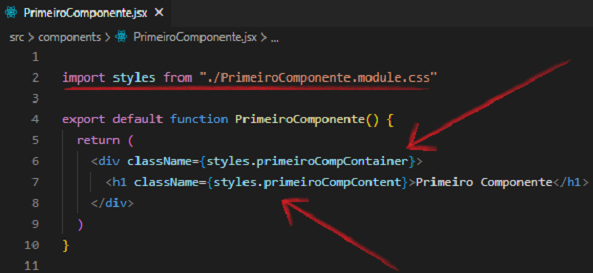 PrimeiroComponente.jsx ×
src > components > PrimeiroComponente.jsx > ...
1
2 import styles from "./PrimeiroComponente.module.css"
3
4 export default function PrimeiroComponente() {
5 return (
6 <div className={styles.primeiroCompContainer}>
7 <h1 className={styles.primeiroCompContent}>Primeiro Componente</h1>
8 </div>
9 )
10 }